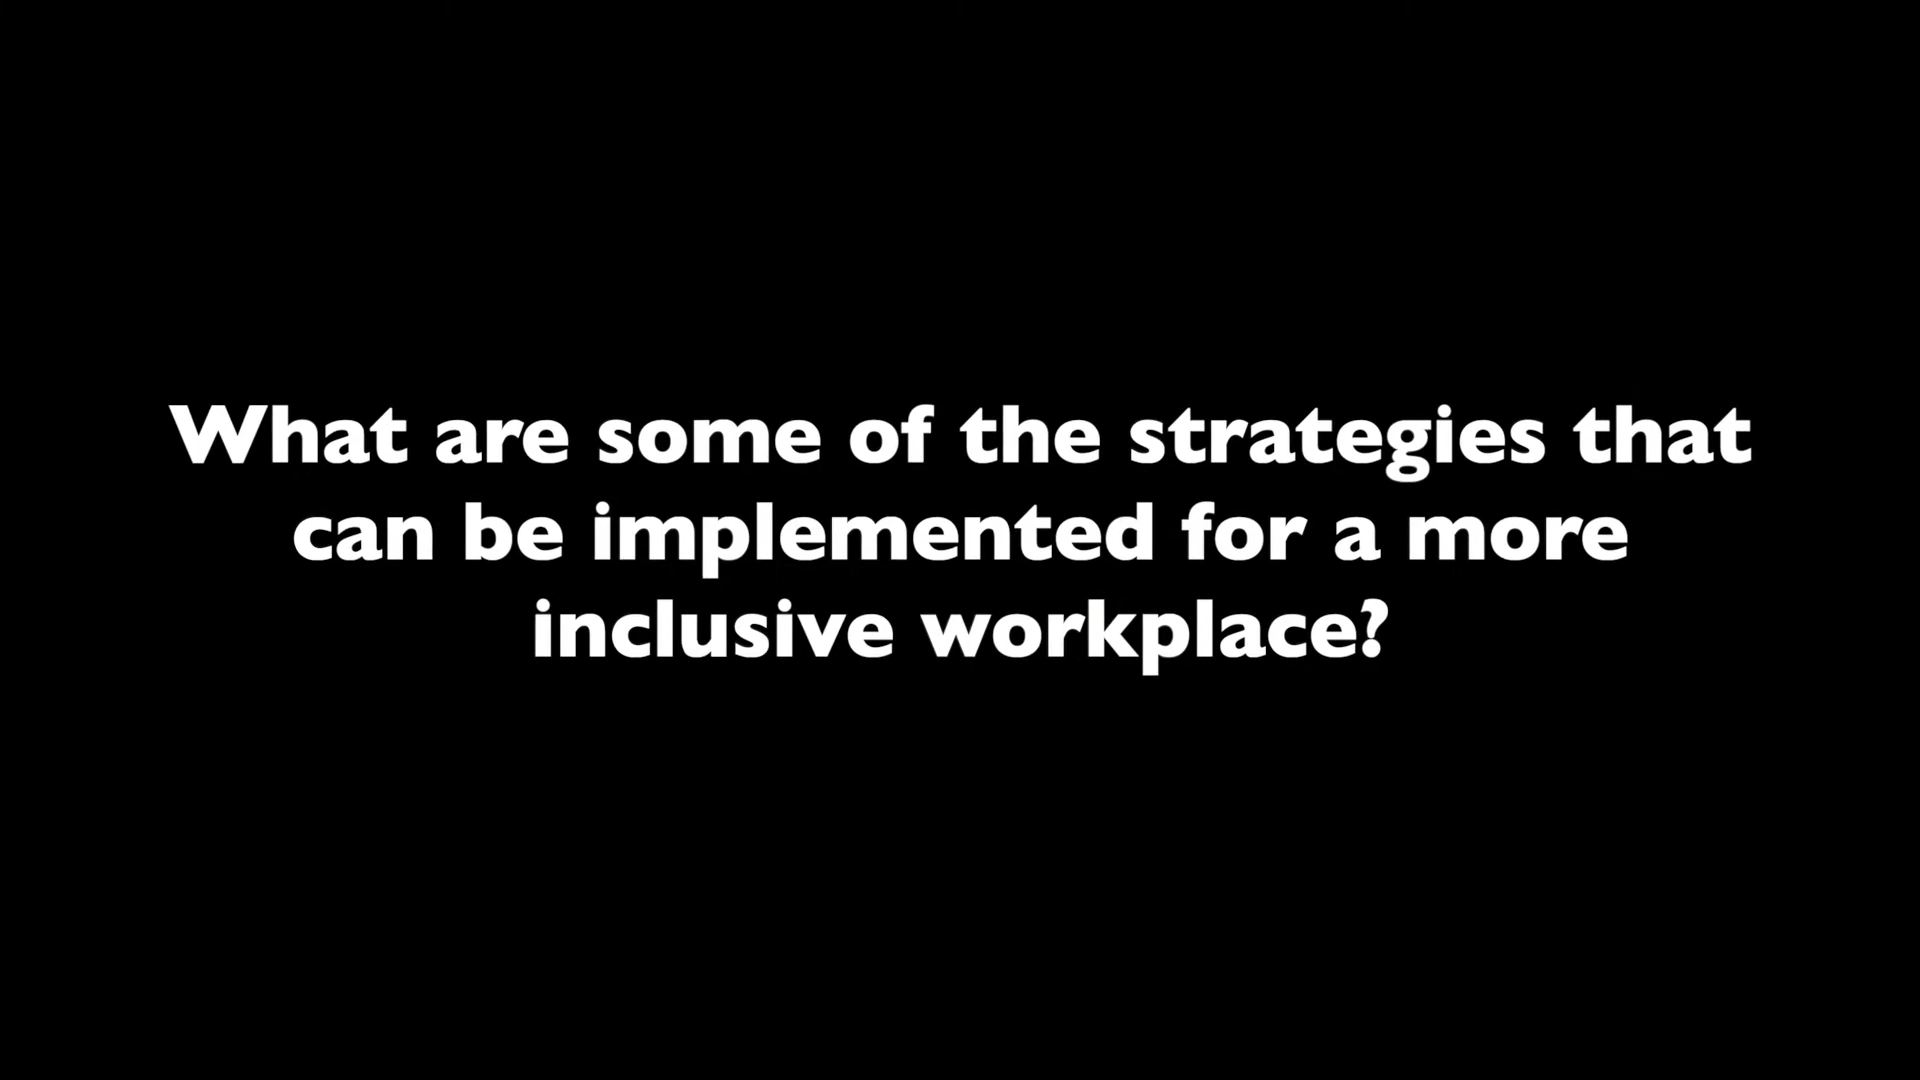 What are some of the strategies that
can be implemented for a more
inclusive workplace?